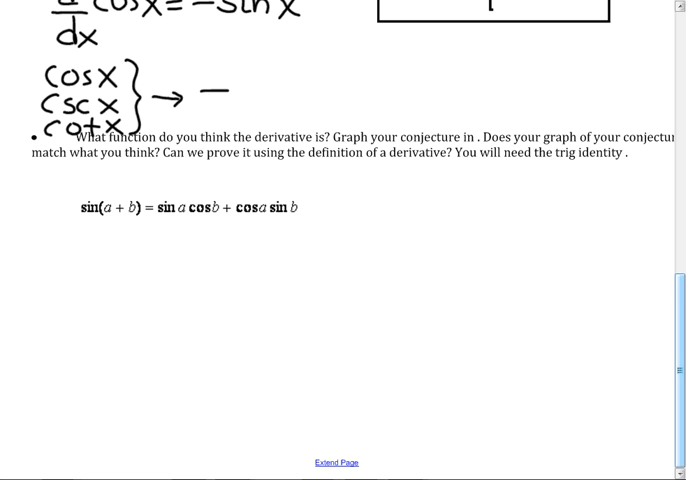 d/dx cosx = -sinx
cosx
cscx } → −
cotx
• What function do you think the derivative is? Graph your conjecture in . Does your graph of your conjectur
match what you think? Can we prove it using the definition of a derivative? You will need the trig identity .
sin(a + b) = sin a cosb + cosa sin b
Extend Page